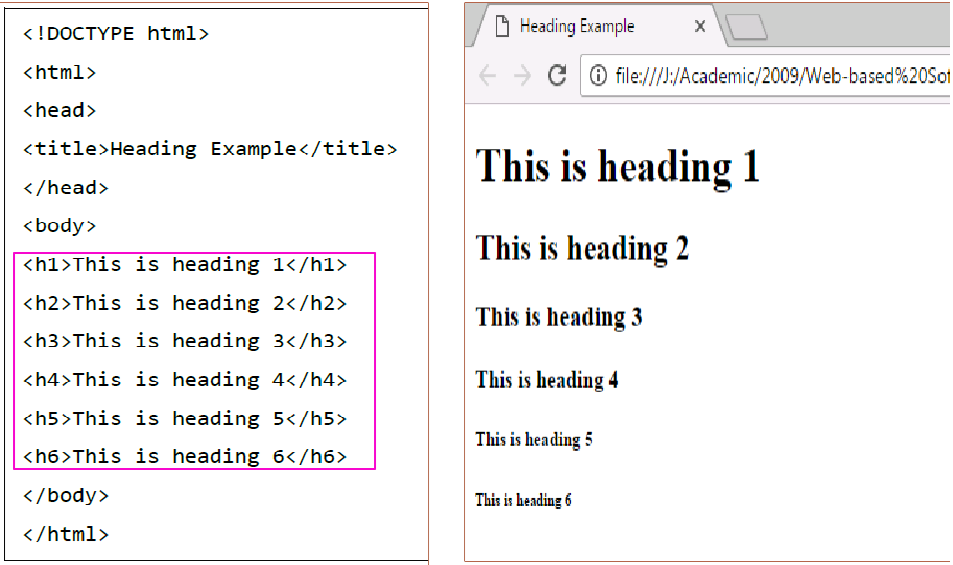 <!DOCTYPE html>
<html>
<head>
<title>Heading Example</title>
</head>
<body>
<h1>This is heading 1</h1>
<h2>This is heading 2</h2>
<h3>This is heading 3</h3>
<h4>This is heading 4</h4>
<h5>This is heading 5</h5>
<h6>This is heading 6</h6>
</body>
</html>
Heading Example
file:///J:/Academic/2009/Web-based%20Sof
This is heading 1
This is heading 2
This is heading 3
This is heading 4
This is heading 5
This is heading 6